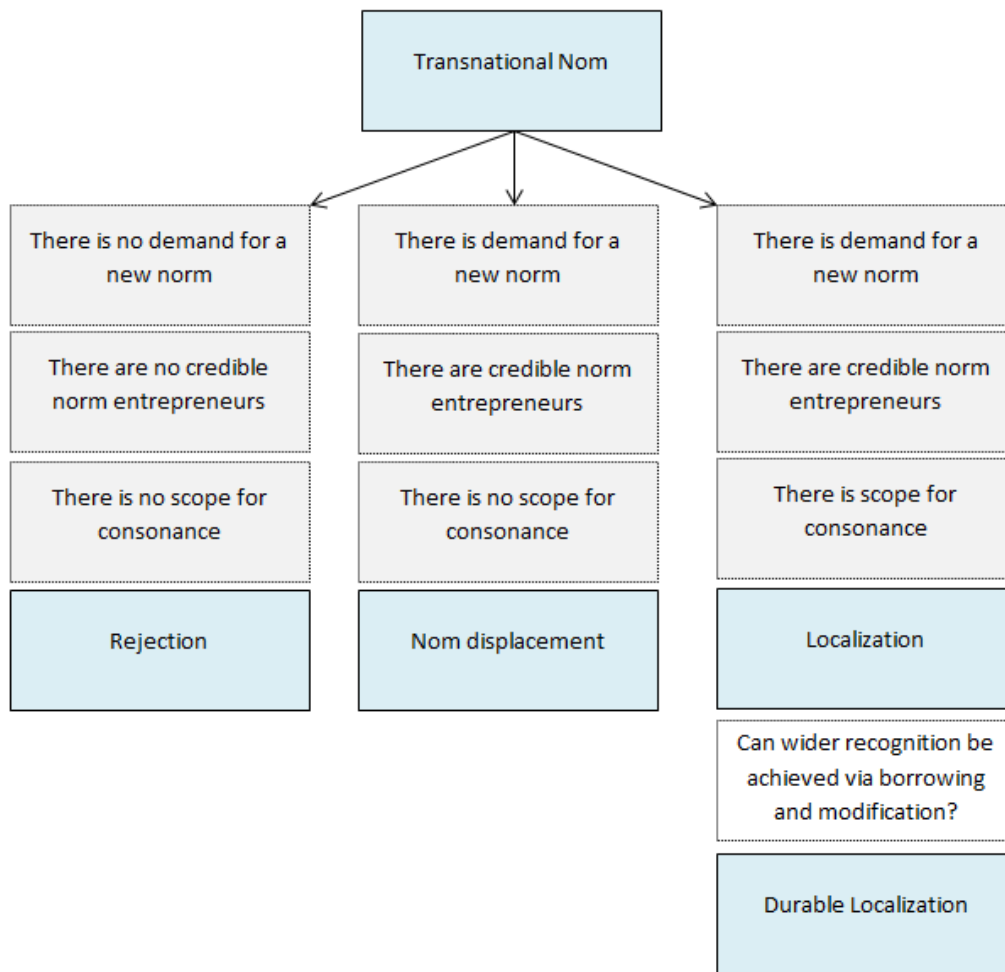 Transnational Nom
There is no demand for a
new norm
There are no credible
norm entrepreneurs
There is no scope for
consonance
Rejection
There is demand for a
new norm
There are credible norm
entrepreneurs
There is no scope for
consonance
Nom displacement
There is demand for a
new norm
There are credible norm
entrepreneurs
There is scope for
consonance
Localization
Can wider recognition be
achieved via borrowing
and modification?
Durable Localization